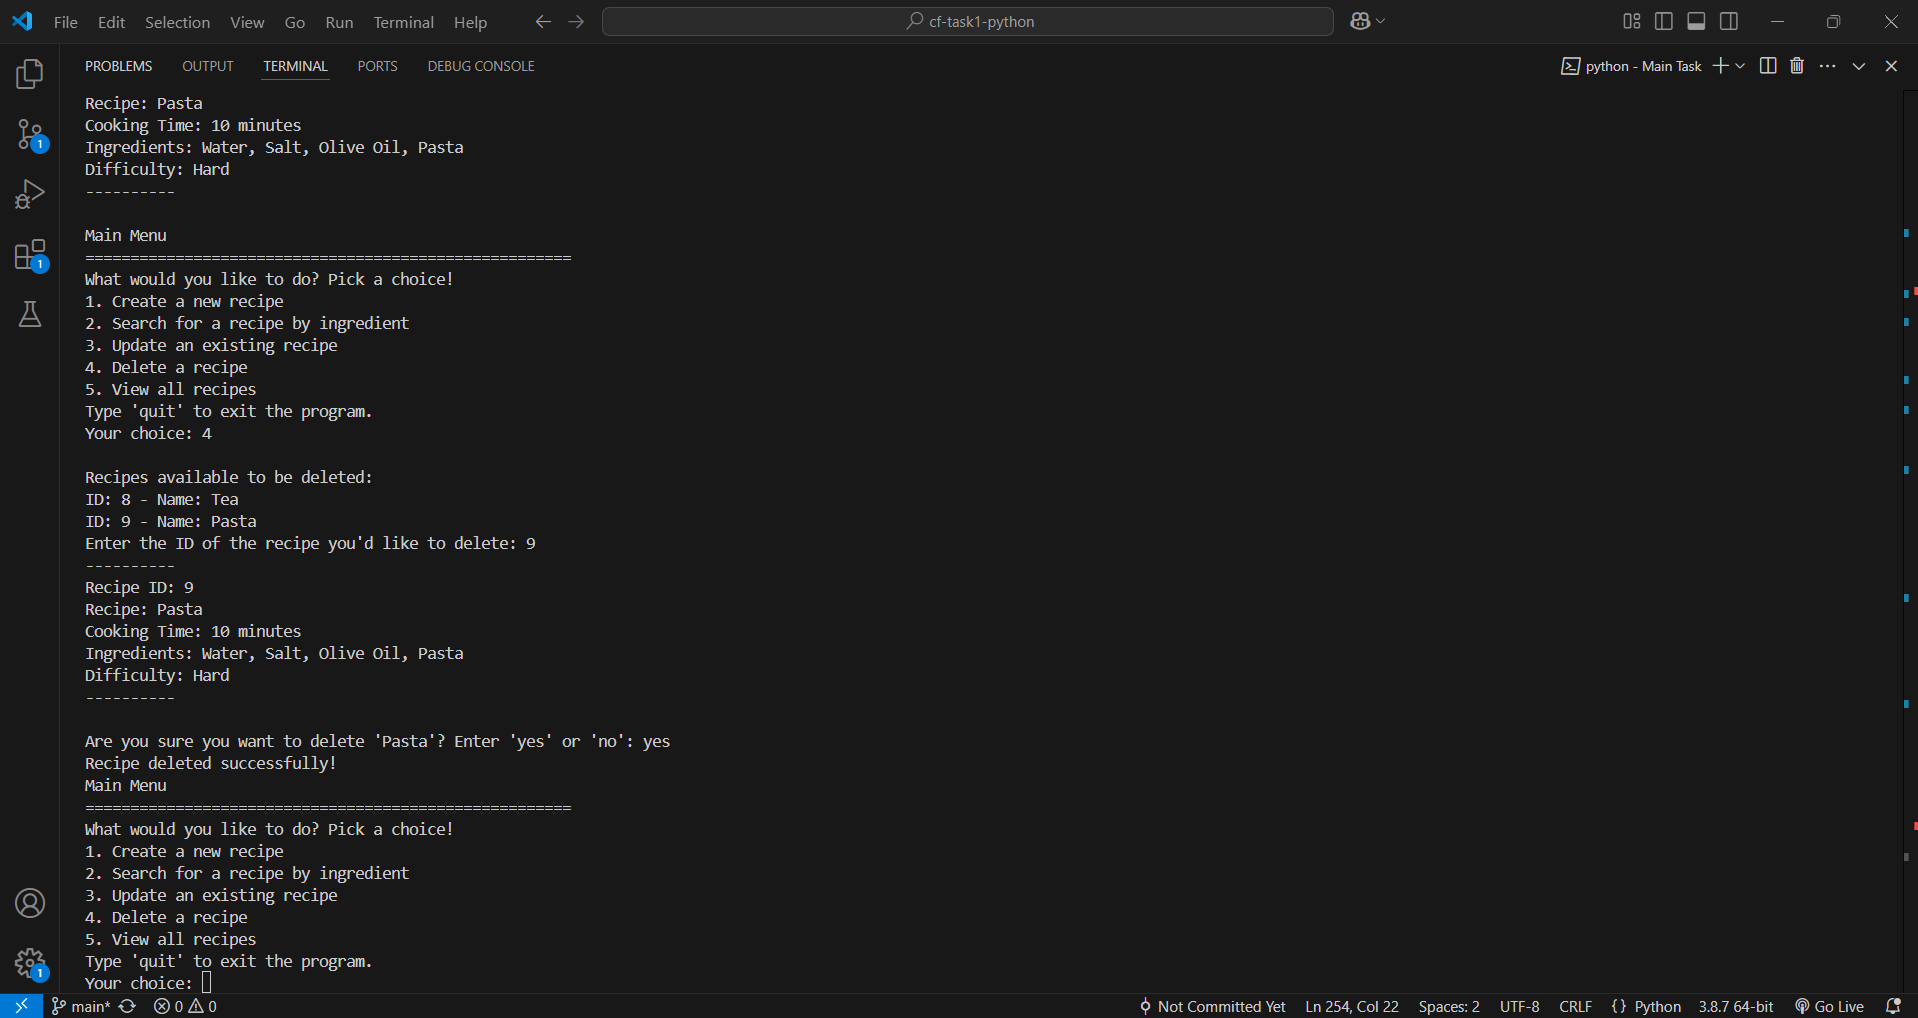 File Edit Selection View Go Run Terminal Help cf-task1-python
PROBLEMS OUTPUT TERMINAL PORTS DEBUG CONSOLE python - Main Task
Recipe: Pasta
Cooking Time: 10 minutes
Ingredients: Water, Salt, Olive Oil, Pasta
Difficulty: Hard
----------
Main Menu
======================================================
What would you like to do? Pick a choice!
1. Create a new recipe
2. Search for a recipe by ingredient
3. Update an existing recipe
4. Delete a recipe
5. View all recipes
Type 'quit' to exit the program.
Your choice: 4
Recipes available to be deleted:
ID: 8 - Name: Tea
ID: 9 - Name: Pasta
Enter the ID of the recipe you'd like to delete: 9
----------
Recipe ID: 9
Recipe: Pasta
Cooking Time: 10 minutes
Ingredients: Water, Salt, Olive Oil, Pasta
Difficulty: Hard
----------
Are you sure you want to delete 'Pasta'? Enter 'yes' or 'no': yes
Recipe deleted successfully!
Main Menu
======================================================
What would you like to do? Pick a choice!
1. Create a new recipe
2. Search for a recipe by ingredient
3. Update an existing recipe
4. Delete a recipe
5. View all recipes
Type 'quit' to exit the program.
Your choice:
1
1
1
main* 0 0 Not Committed Yet Ln 254, Col 22 Spaces: 2 UTF-8 CRLF {} Python 3.8.7 64-bit Go Live